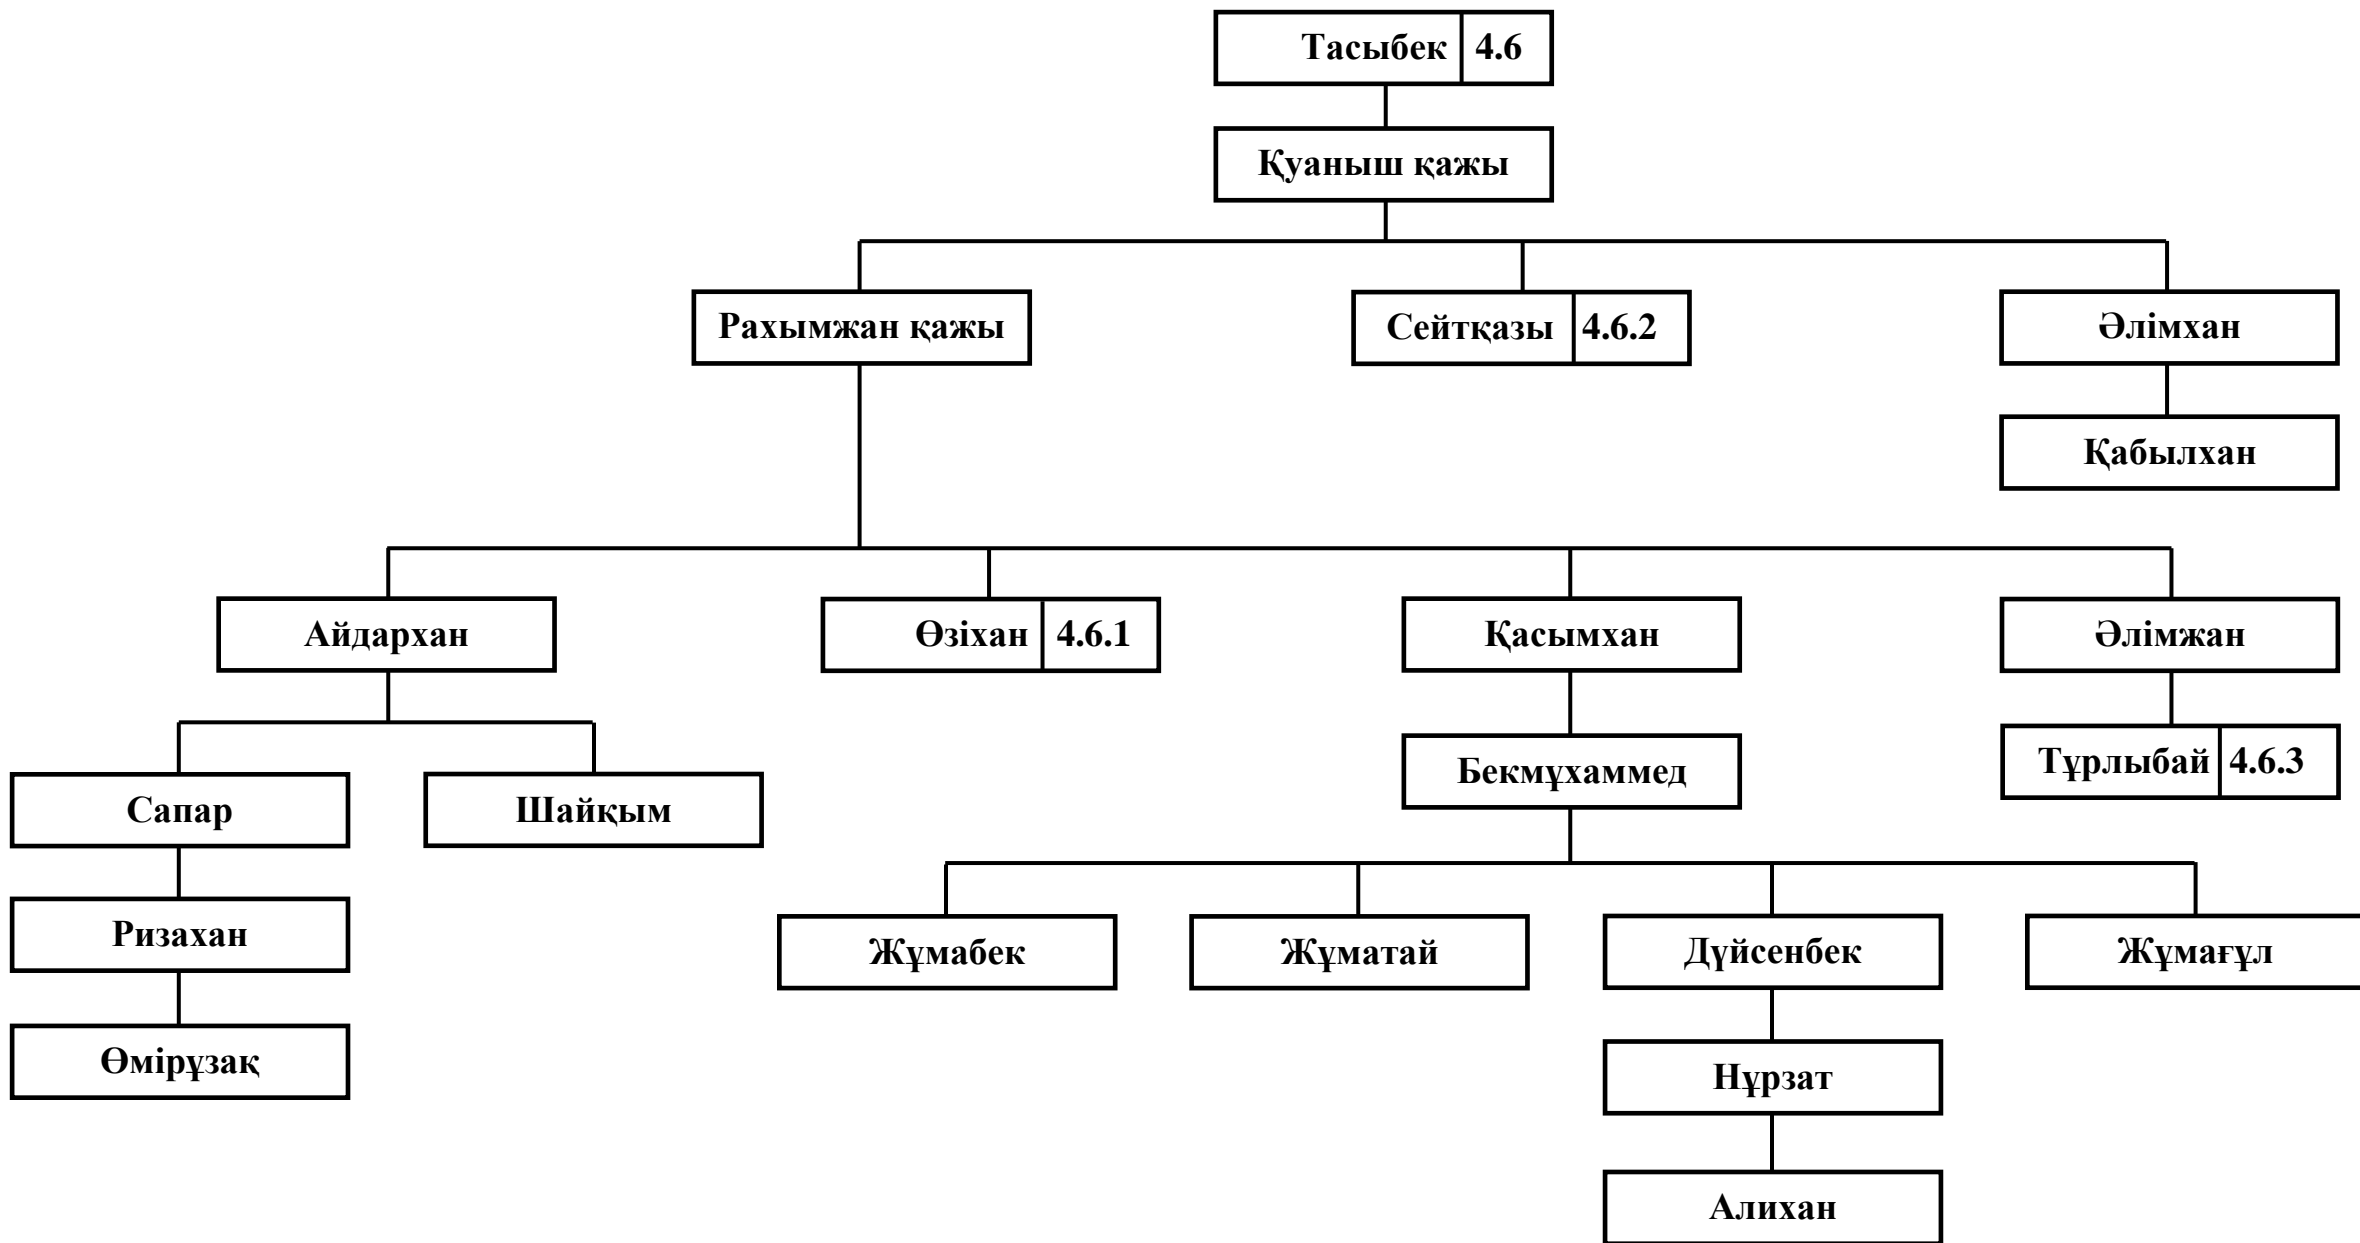 Тасыбек 4.6
Қуаныш қажы
Рахымжан қажы
Сейтқазы 4.6.2
Әлімхан
Қабылхан
Айдархан
Өзіхан 4.6.1
Қасымхан
Әлімжан
Бекмұхаммед
Тұрлыбай 4.6.3
Сапар
Шайқым
Ризахан
Жұмабек
Жұматай
Дүйсенбек
Жұмағұл
Өмірұзақ
Нұрзат
Алихан